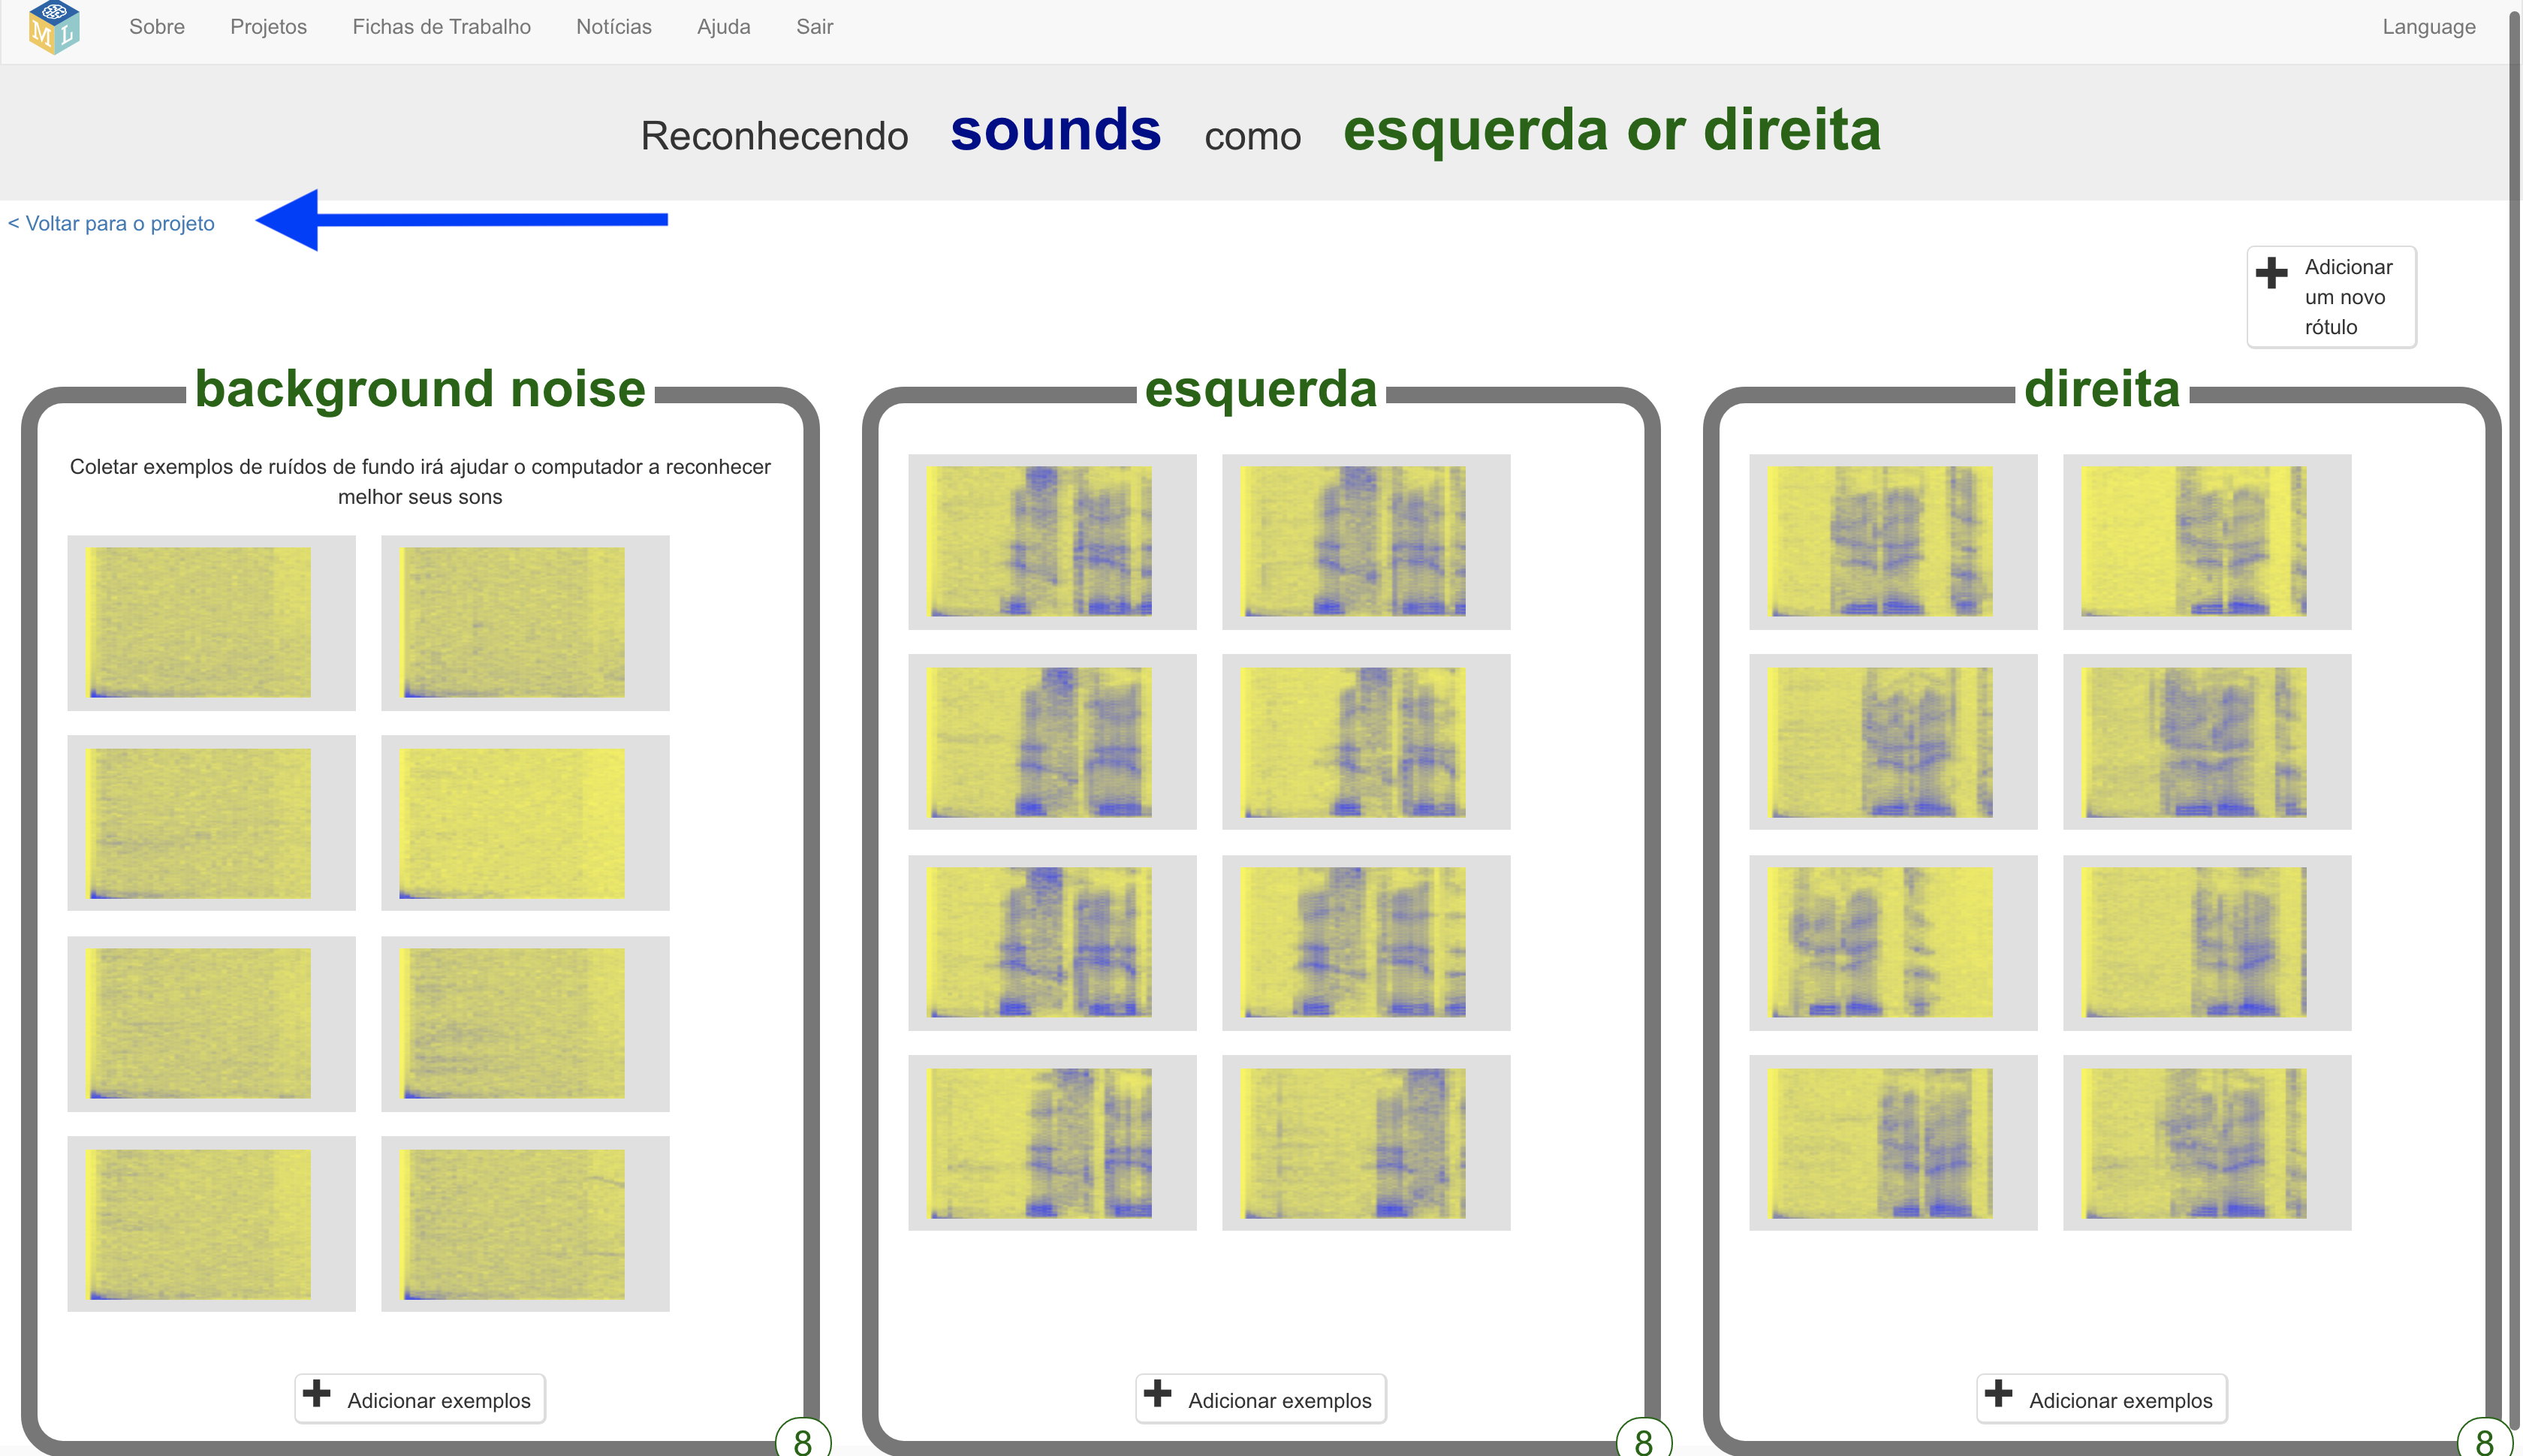 M L
Sobre Projetos Fichas de Trabalho Notícias Ajuda Sair Language
Reconhecendo sounds como esquerda or direita
< Voltar para o projeto
Adicionar
um novo
rótulo
background noise
Coletar exemplos de ruídos de fundo irá ajudar o computador a reconhecer
melhor seus sons
Adicionar exemplos
8
esquerda
Adicionar exemplos
8
direita
Adicionar exemplos
8